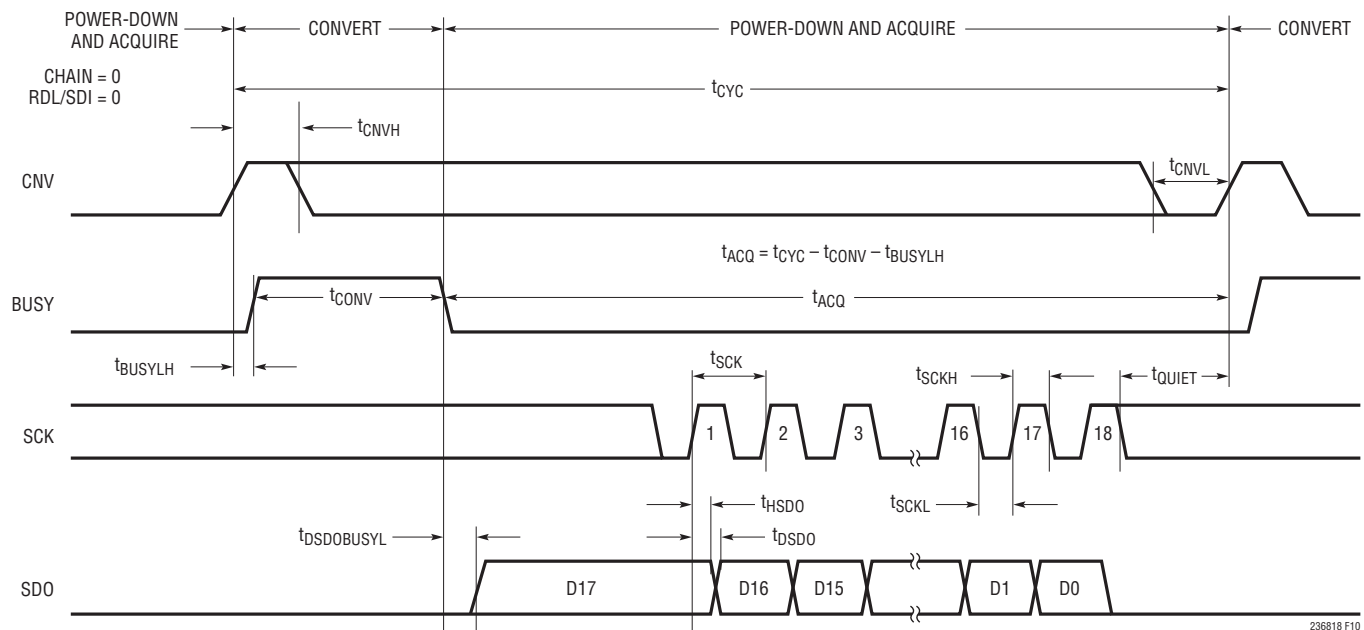 POWER-DOWN
AND ACQUIRE
CONVERT
POWER-DOWN AND ACQUIRE
CONVERT
CHAIN = 0
RDL/SDI = 0
tCYC
tCNVH
CNV
tCNVL
tACQ = tCYC – tCONV – tBUSYLH
BUSY
tCONV
tACQ
tBUSYLH
tSCK
tSCKH
tQUIET
SCK
1
2
3
16
17
18
tHSDO
tSCKL
tDSDOBUSYL
tDSDO
SDO
D17
D16
D15
D1
D0
236818 F10